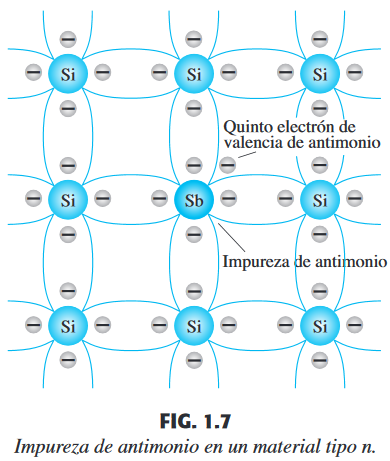 Si Si Si
Quinto electrón de
valencia de antimonio
Si Sb Si
Impureza de antimonio
Si Si Si
FIG. 1.7
Impureza de antimonio en un material tipo n.